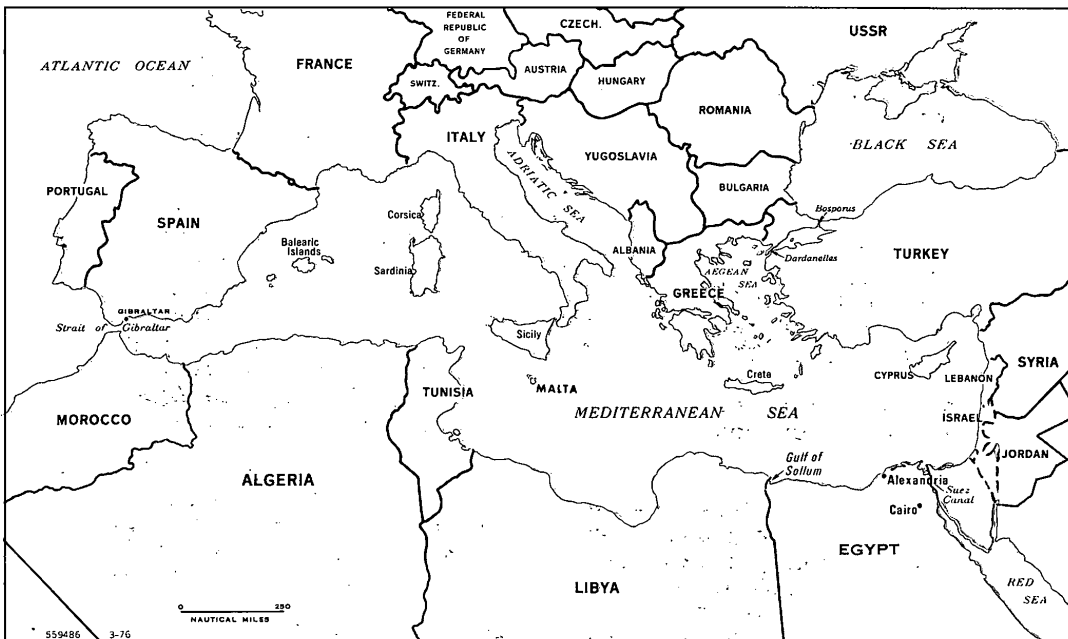 FEDERAL
REPUBLIC
OF
GERMANY
CZECH.
USSR
ATLANTIC OCEAN
FRANCE
SWITZ.
AUSTRIA
HUNGARY
ROMANIA
ITALY
YUGOSLAVIA
BLACK SEA
ADRIATIC SEA
PORTUGAL
SPAIN
BULGARIA
Corsica
Bosporus
Balearic
Islands
Sardinia
ALBANIA
Dardanelles
TURKEY
AEGEAN
SEA
GREECE
GIBRALTAR
Strait of Gibraltar
Sicily
SYRIA
Crete
CYPRUS
LEBANON
TUNISIA
MALTA
MOROCCO
MEDITERRANEAN SEA
ISRAEL
JORDAN
Gulf of
Sollum
ALGERIA
Alexandria
Suez
Canal
Cairo
EGYPT
LIBYA
RED
SEA
0 250
NAUTICAL MILES
559486 3-76